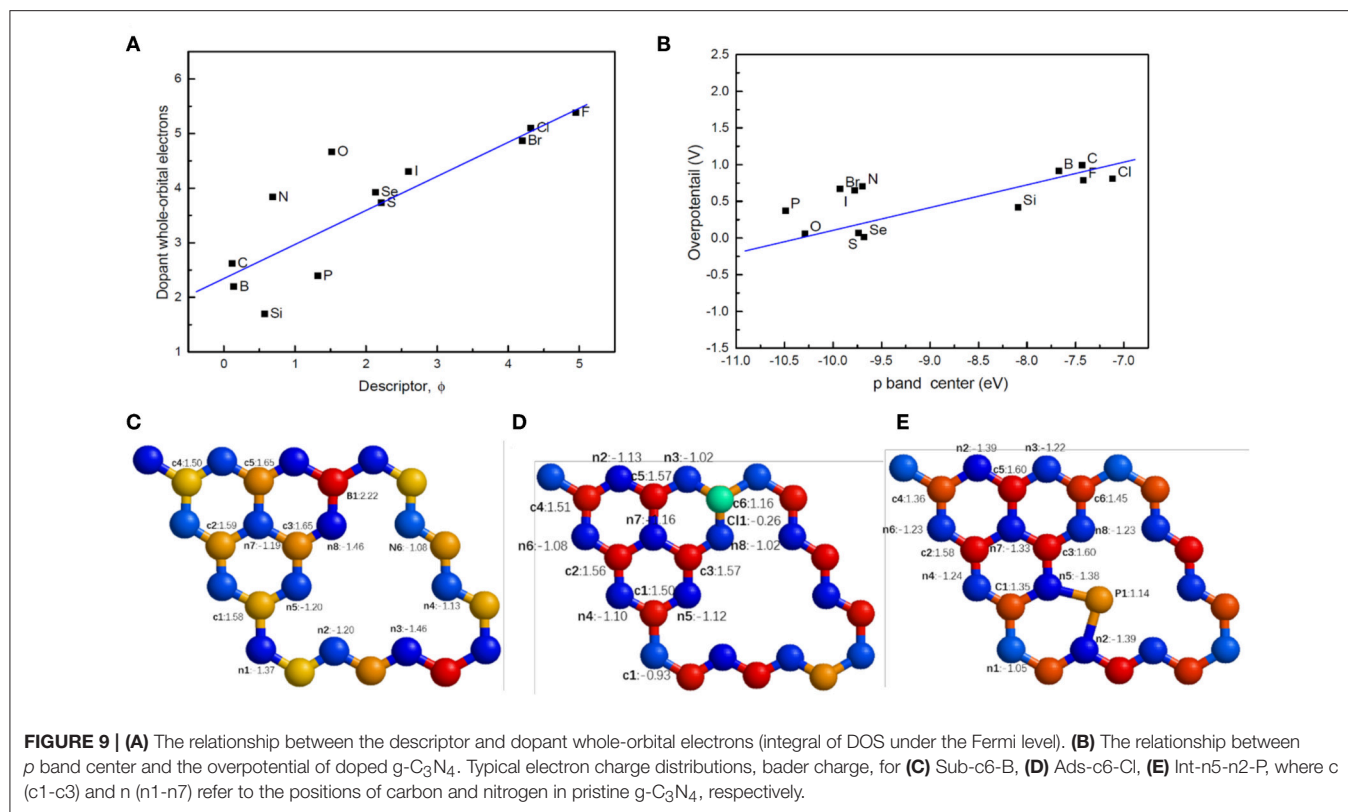 A
Dopant whole-orbital electrons
6
5
4
3
2
1
F
Cl
Br
O
I
Se
S
N
C
B
P
Si
0 1 2 3 4 5
Descriptor, ϕ
B
Overpotentail (V)
2.5
2.0
1.5
1.0
0.5
0.0
-0.5
-1.0
-1.5
P
O
Br
I
N
S
Se
Si
B
C
F
Cl
-11.0 -10.5 -10.0 -9.5 -9.0 -8.5 -8.0 -7.5 -7.0
p band center (eV)
C
c4:1.50
c5:1.65
B1:2.22
c2:1.59
c3:1.65
n7:-1.19
n8:-1.46
N6:-1.08
n5:-1.20
n4:-1.13
c1:1.58
n2:-1.20
n3:-1.46
n1:-1.37
D
n2:-1.13
n3:-1.02
c5:1.57
c4:1.51
c6:1.16
Cl1:-0.26
n6:-1.08
n8:-1.02
c2:1.56
c3:1.57
c1:1.50
n4:-1.10
n5:-1.12
c1:-0.93
E
n2:-1.39
n3:-1.22
c5:1.60
c4:1.36
c6:1.45
n6:-1.23
n7:-1.33
n8:-1.23
c2:1.58
c3:1.60
n4:-1.24
C1:1.35
n5:-1.38
P1:1.14
n2:-1.39
n1:-1.05
FIGURE 9 | (A) The relationship between the descriptor and dopant whole-orbital electrons (integral of DOS under the Fermi level). (B) The relationship between
p band center and the overpotential of doped g-C₃N₄. Typical electron charge distributions, bader charge, for (C) Sub-c6-B, (D) Ads-c6-Cl, (E) Int-n5-n2-P, where c
(c1-c3) and n (n1-n7) refer to the positions of carbon and nitrogen in pristine g-C₃N₄, respectively.